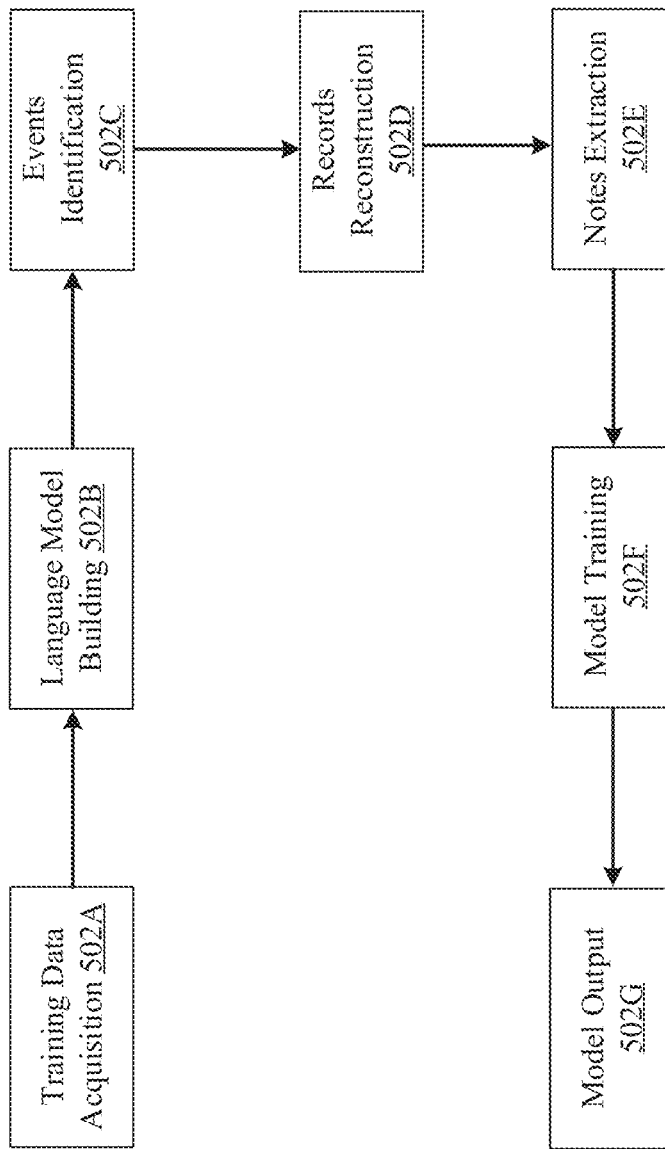 Training Data
Acquisition 502A
Language Model
Building 502B
Events
Identification
502C
Records
Reconstruction
502D
Notes Extraction
502E
Model Training
502F
Model Output
502G